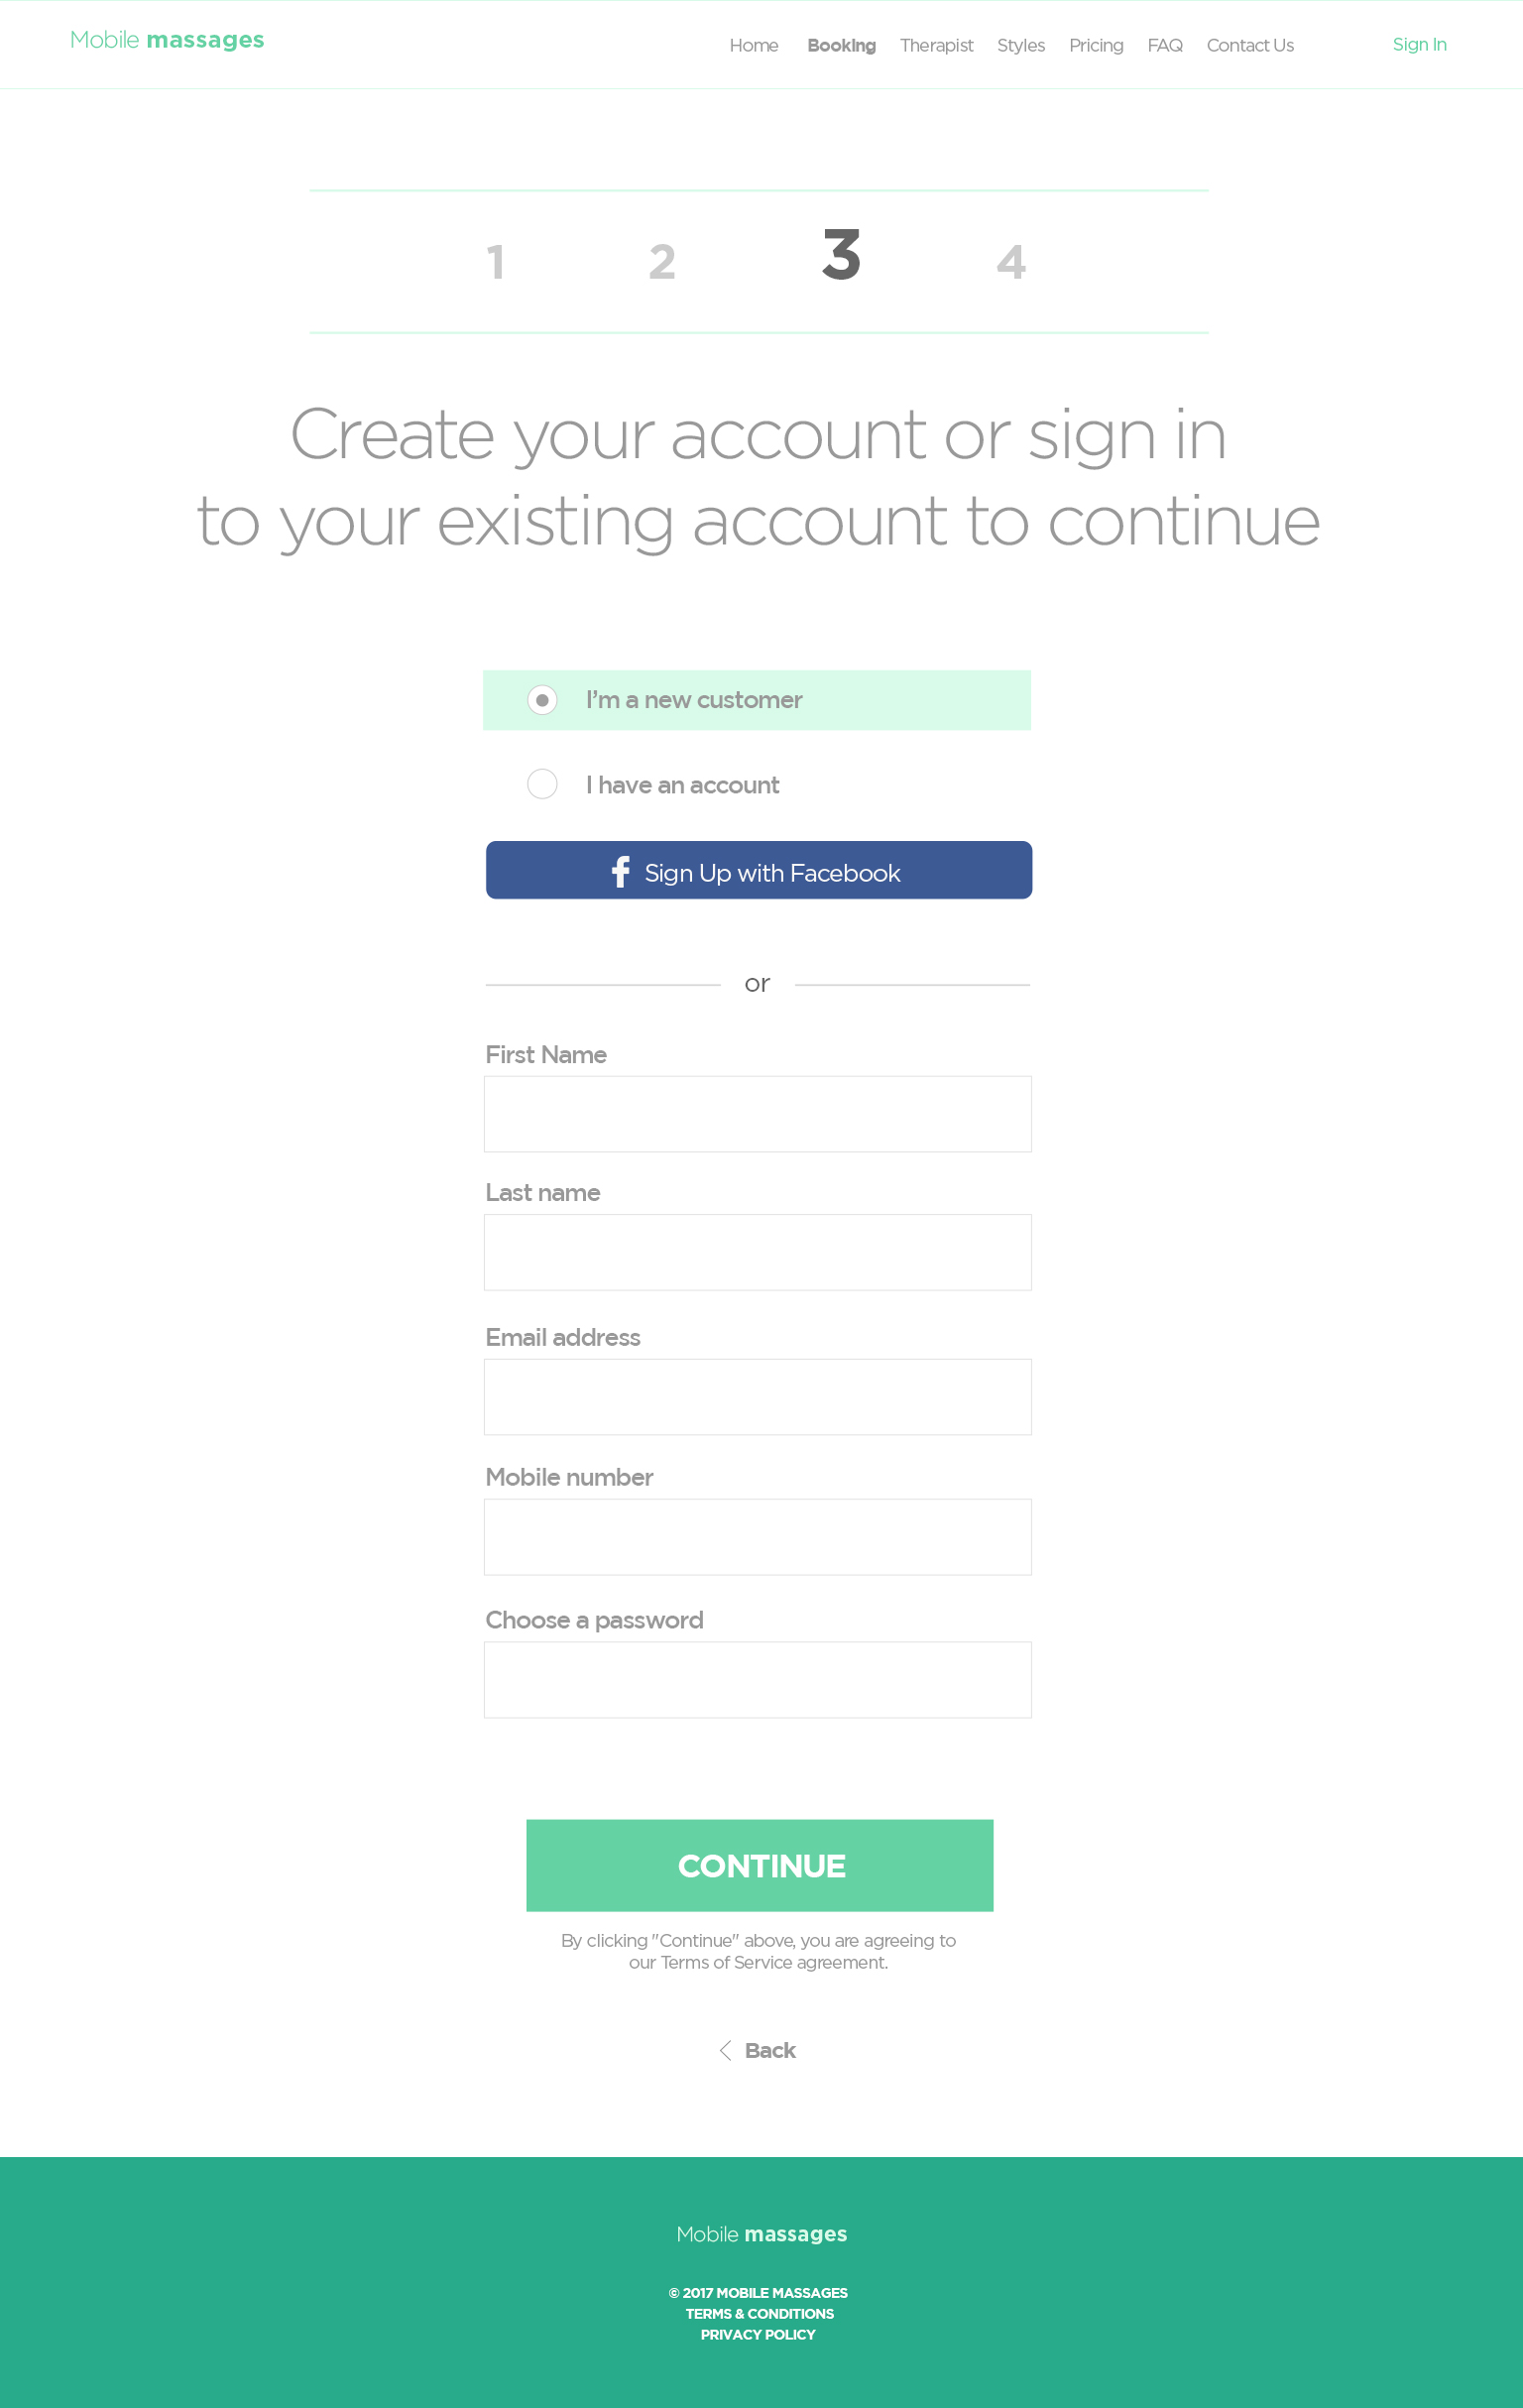 Mobile massages
Home Booking Therapist Styles Pricing FAQ Contact Us Sign In
1 2 3 4
Create your account or sign in
to your existing account to continue
I’m a new customer
I have an account
f Sign Up with Facebook
or
First Name
Last name
Email address
Mobile number
Choose a password
CONTINUE
By clicking "Continue" above, you are agreeing to
our Terms of Service agreement.
Back
Mobile massages
© 2017 MOBILE MASSAGES
TERMS & CONDITIONS
PRIVACY POLICY